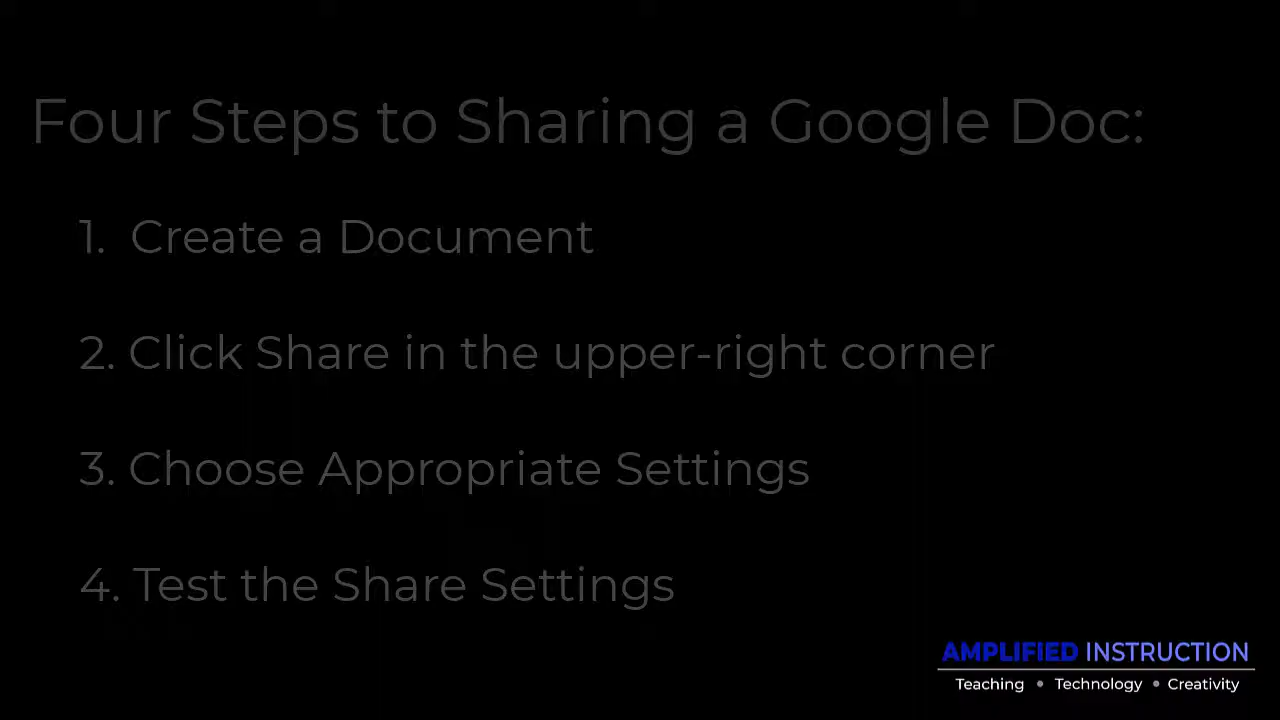 Four Steps to Sharing a Google Doc:
1. Create a Document
2. Click Share in the upper-right corner
3. Choose Appropriate Settings
4. Test the Share Settings
AMPLIFIED INSTRUCTION
Teaching • Technology • Creativity